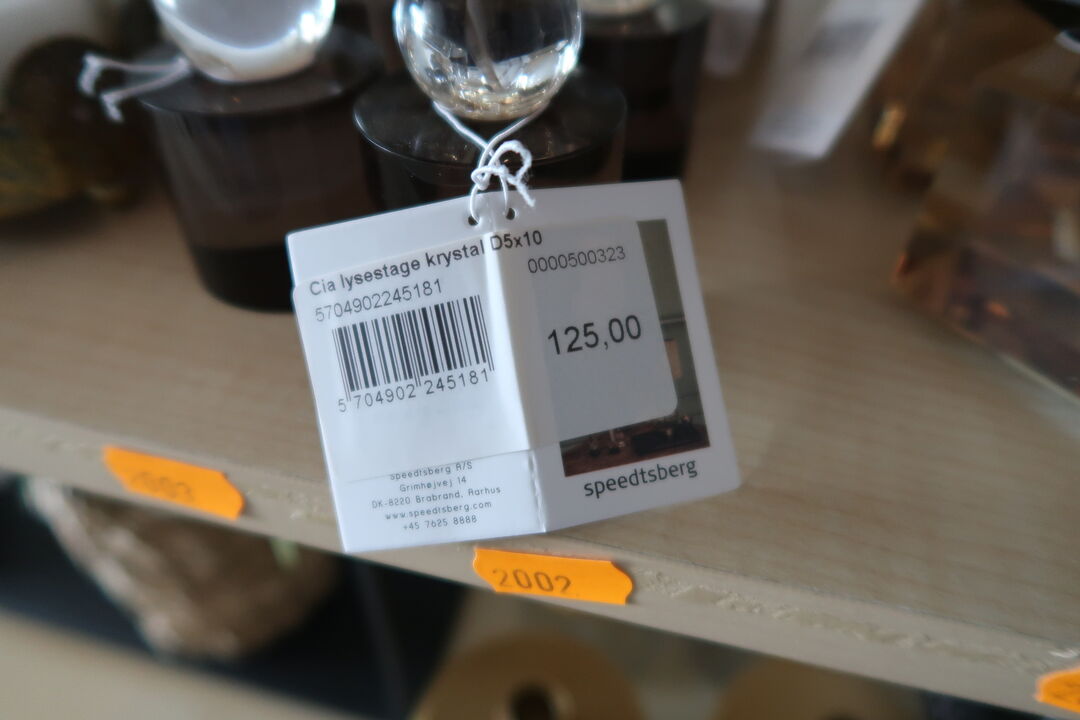 Cia lysestage krystal D5x10
5704902245181
5 704902 245181
speedtsberg A/S
Grimhøjvej 14
DK-8220 Brabrand, Aarhus
www.speedtsberg.com
+45 7625 8888
0000500323
125,00
speedtsberg
2003
2002